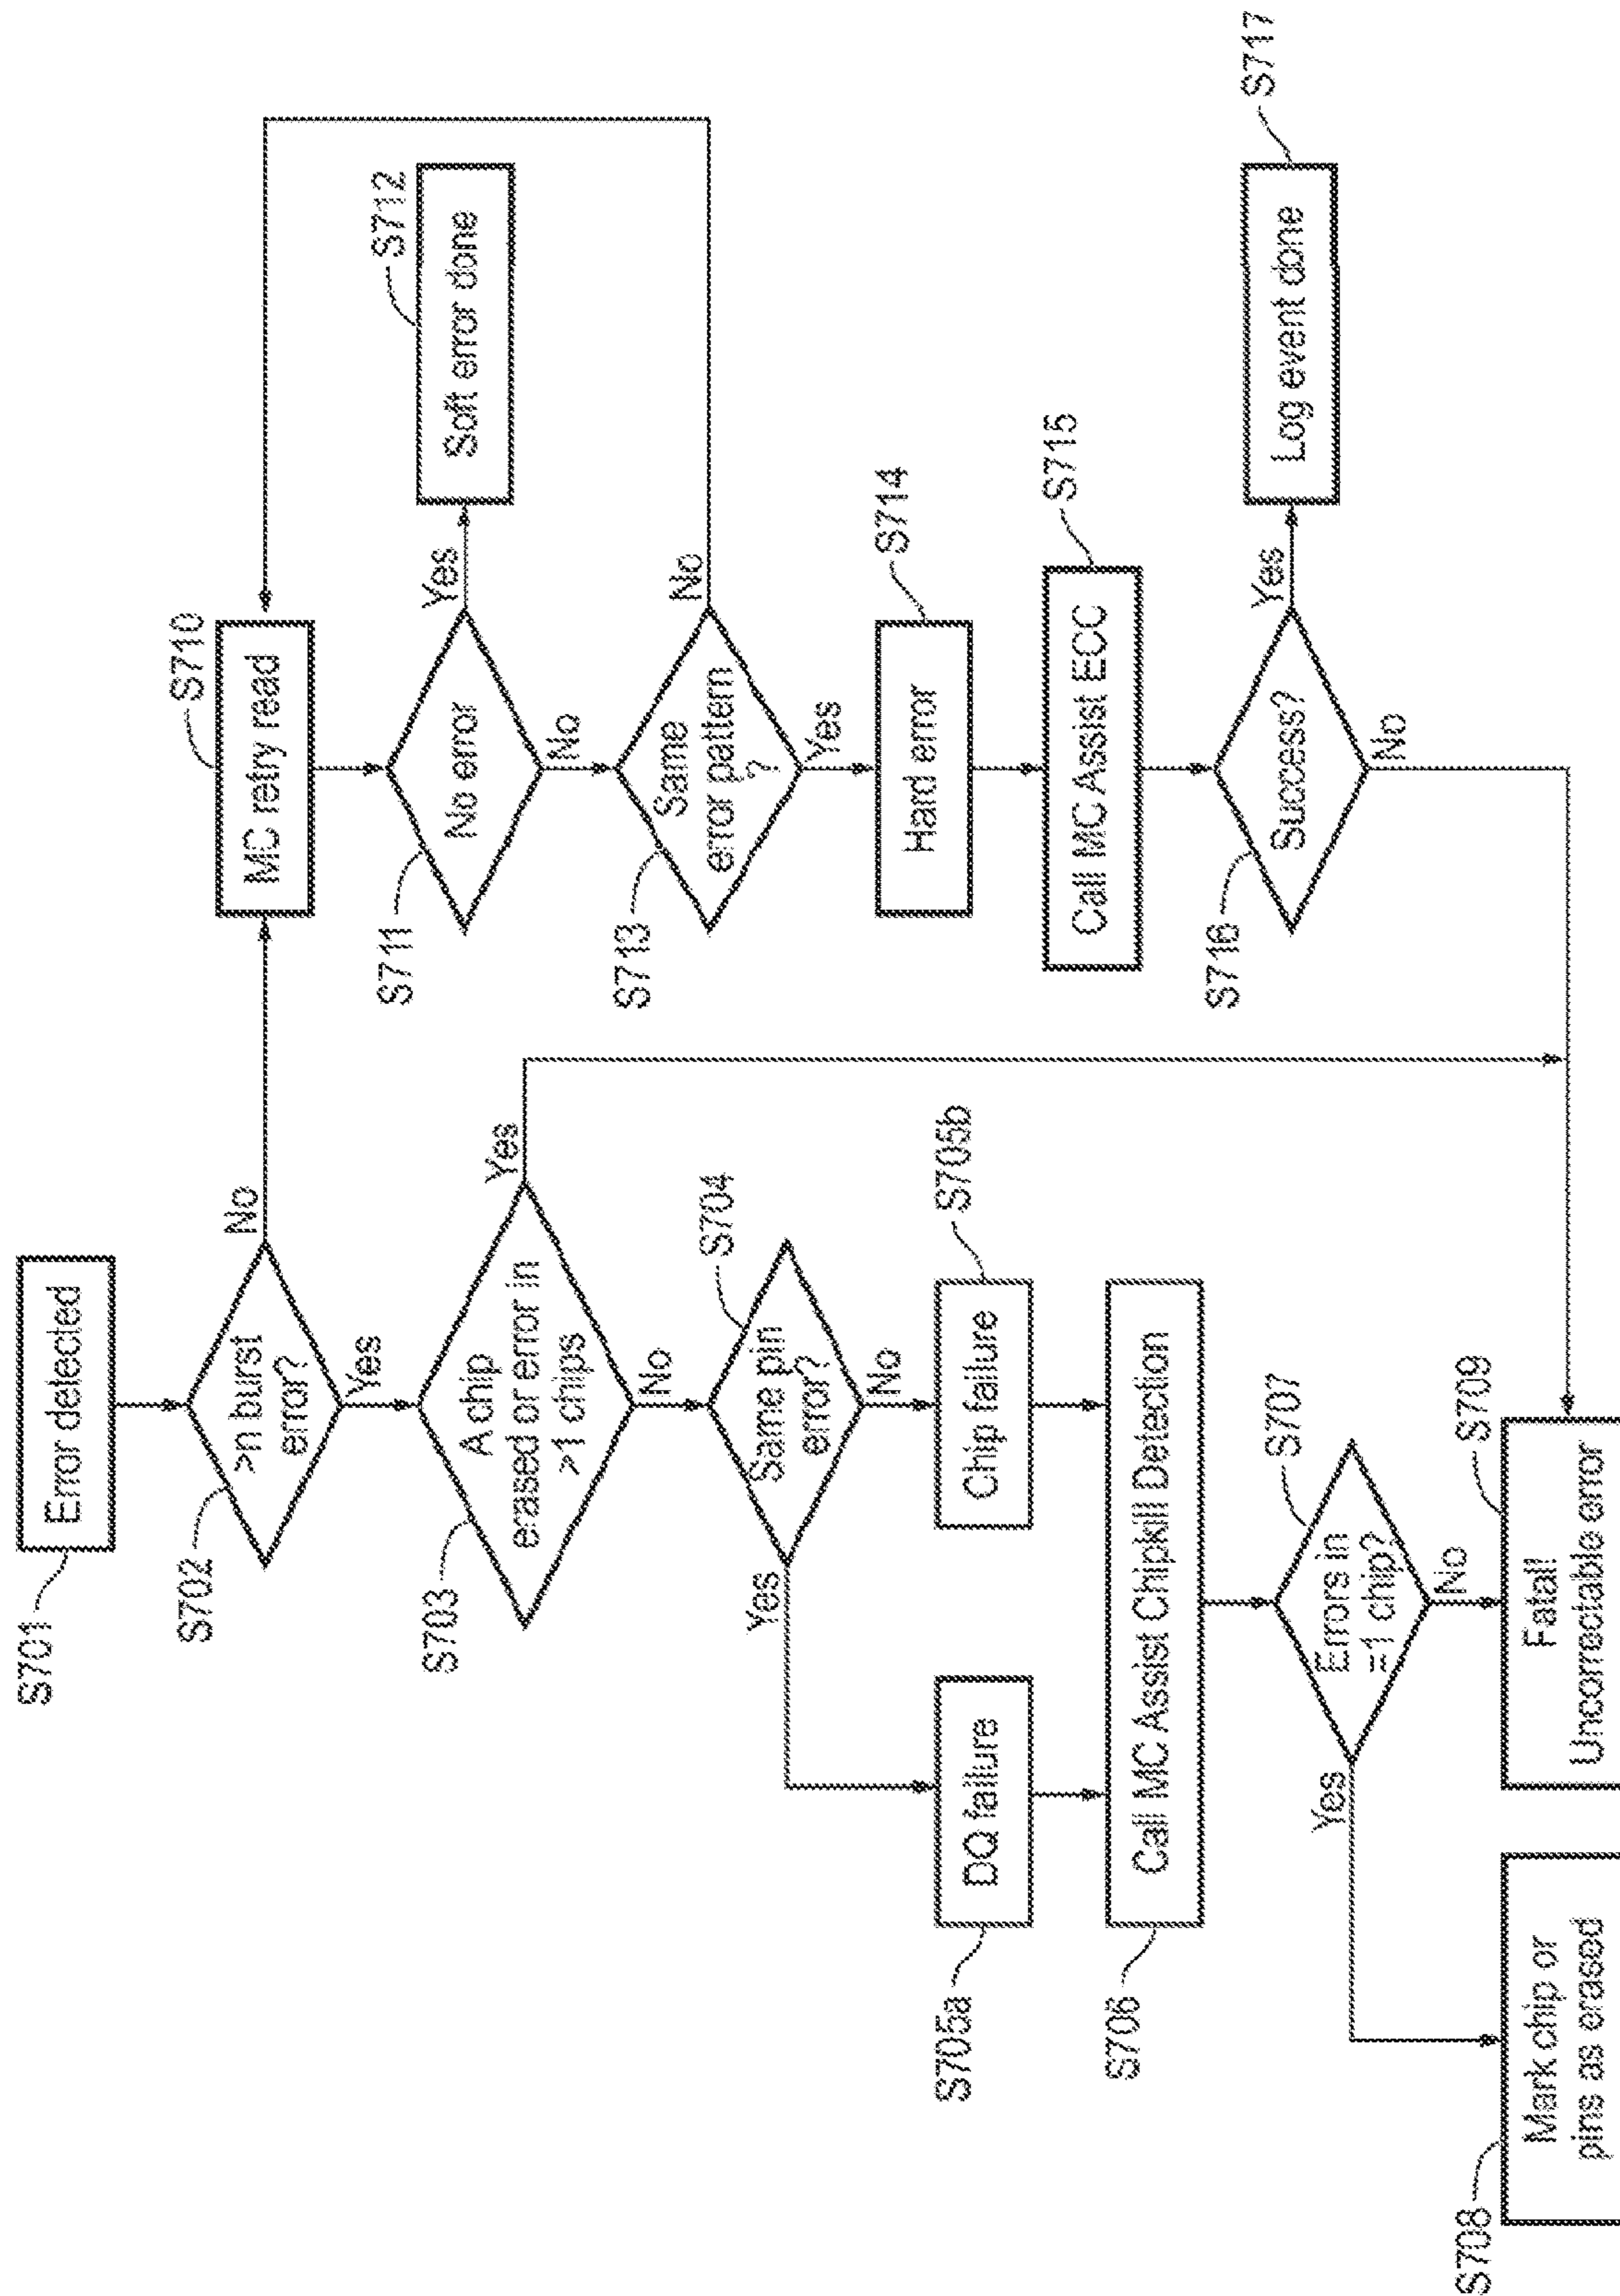 S701
Error detected
S702
>n burst
error?
No
Yes
S703
A chip
erased or error in
>1 chips
Yes
No
S704
Same pin
error?
Yes
No
S705a
DQ failure
S705b
Chip failure
S706
Call MC Assist Chipkill Detection
S707
Errors in
=1 chip?
Yes
No
S708
Mark chip or
pins as erased
S709
Fatal!
Uncorrectable error
S710
MC retry read
S711
No error
Yes
No
S712
Soft error done
S713
Same
error pattern
?
No
Yes
S714
Hard error
S715
Call MC Assist ECC
S716
Success?
Yes
No
S717
Log event done